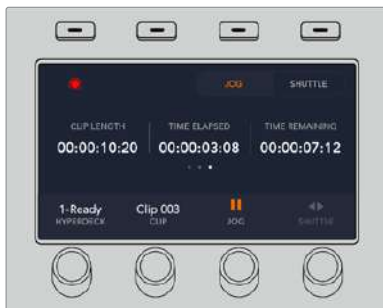 JOG SHUTTLE
CLIP LENGTH TIME ELAPSED TIME REMAINING
00:00:10:20 00:00:03:08 00:00:07:12
1-Ready Clip 003
HYPERDECK CLIP JOG SHUTTLE